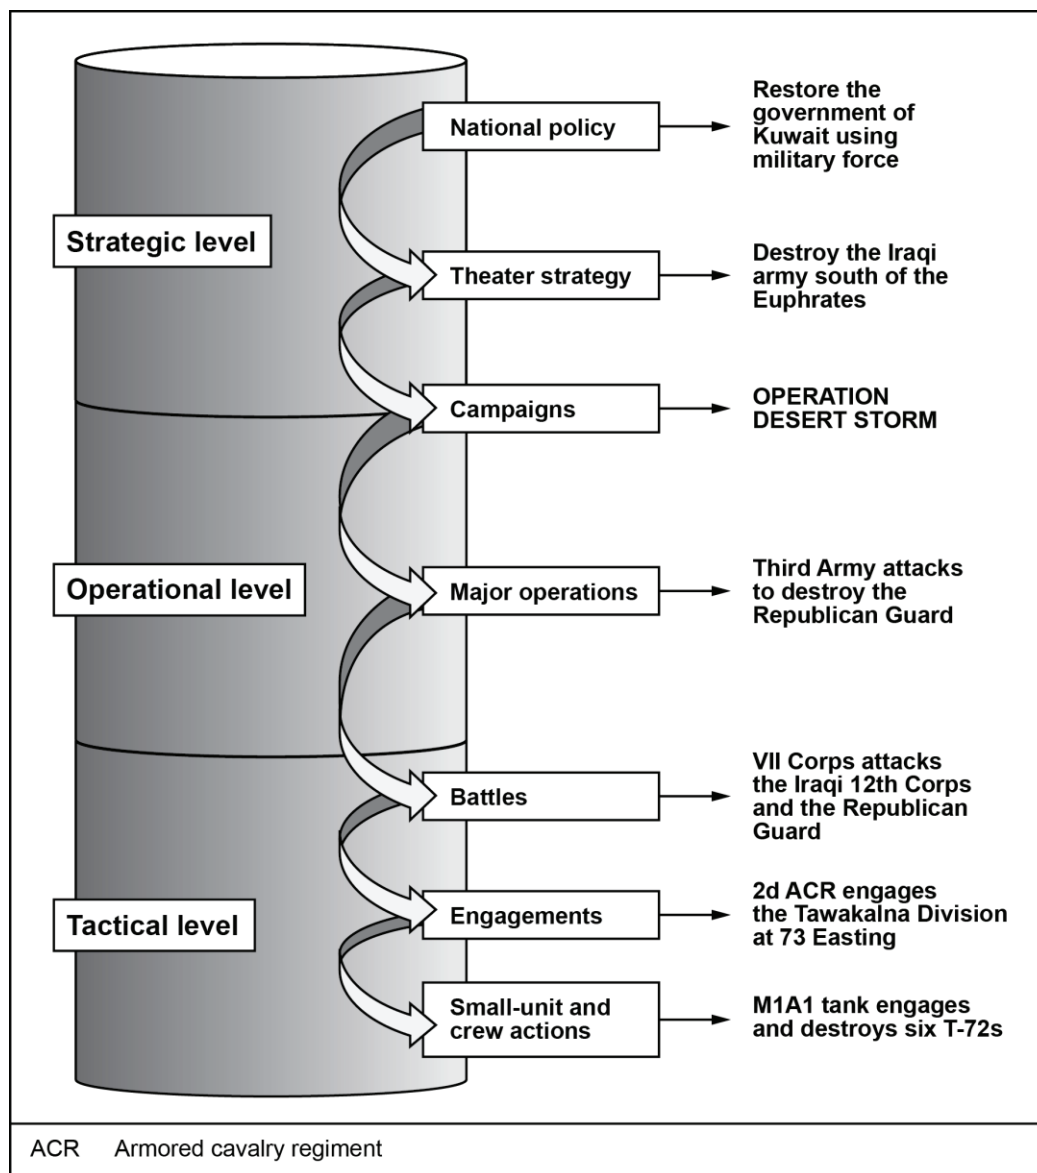 National policy
Restore the
government of
Kuwait using
military force
Strategic level
Theater strategy
Destroy the Iraqi
army south of the
Euphrates
Campaigns
OPERATION
DESERT STORM
Operational level
Major operations
Third Army attacks
to destroy the
Republican Guard
Battles
VII Corps attacks
the Iraqi 12th Corps
and the Republican
Guard
Tactical level
Engagements
2d ACR engages
the Tawakalna Division
at 73 Easting
Small-unit and
crew actions
M1A1 tank engages
and destroys six T-72s
ACR Armored cavalry regiment